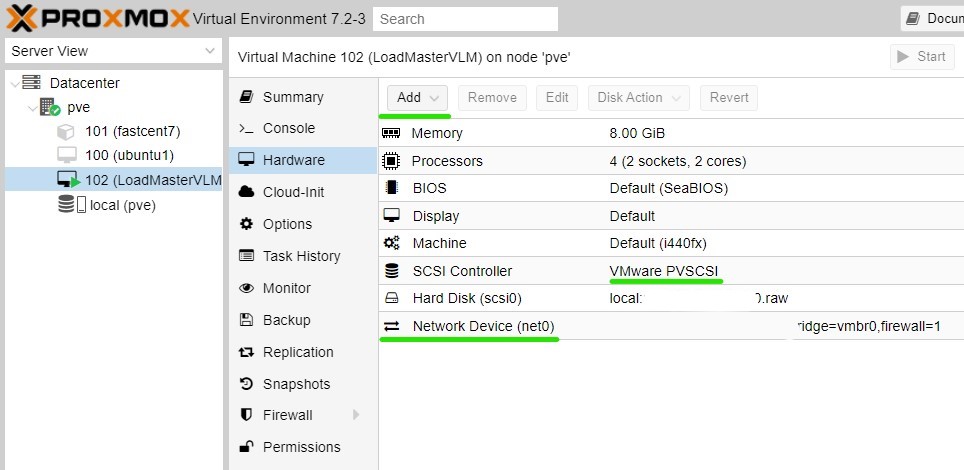 PROXMOX Virtual Environment 7.2-3 Search
Server View
Datacenter
pve
101 (fastcent7)
100 (ubuntu1)
102 (LoadMasterVLM
local (pve)
Virtual Machine 102 (LoadMasterVLM) on node 'pve'
Start
Summary
Console
Hardware
Cloud-Init
Options
Task History
Monitor
Backup
Replication
Snapshots
Firewall
Permissions
Add Remove Edit Disk Action Revert
Memory 8.00 GiB
Processors 4 (2 sockets, 2 cores)
BIOS Default (SeaBIOS)
Display Default
Machine Default (i440fx)
SCSI Controller VMware PVSCSI
Hard Disk (scsi0) local: 0.raw
Network Device (net0) ridge=vmbr0,firewall=1